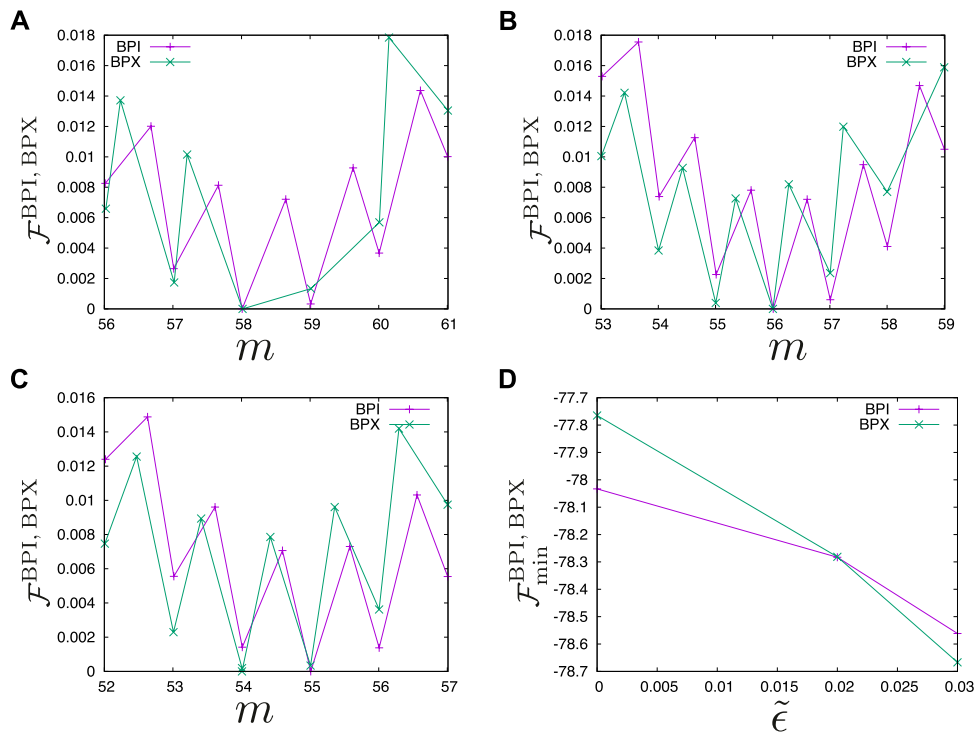 A
0.018
0.016
0.014
0.012
0.01
0.008
0.006
0.004
0.002
0
56 57 58 59 60 61
BPI
BPX
ℱ^BPI, BPX
m
B
0.018
0.016
0.014
0.012
0.01
0.008
0.006
0.004
0.002
0
53 54 55 56 57 58 59
BPI
BPX
ℱ^BPI, BPX
m
C
0.016
0.014
0.012
0.01
0.008
0.006
0.004
0.002
0
52 53 54 55 56 57
BPI
BPX
ℱ^BPI, BPX
m
D
-77.7
-77.8
-77.9
-78
-78.1
-78.2
-78.3
-78.4
-78.5
-78.6
-78.7
0 0.005 0.01 0.015 0.02 0.025 0.03
BPI
BPX
ℱ_min^BPI, BPX
ϵ̃